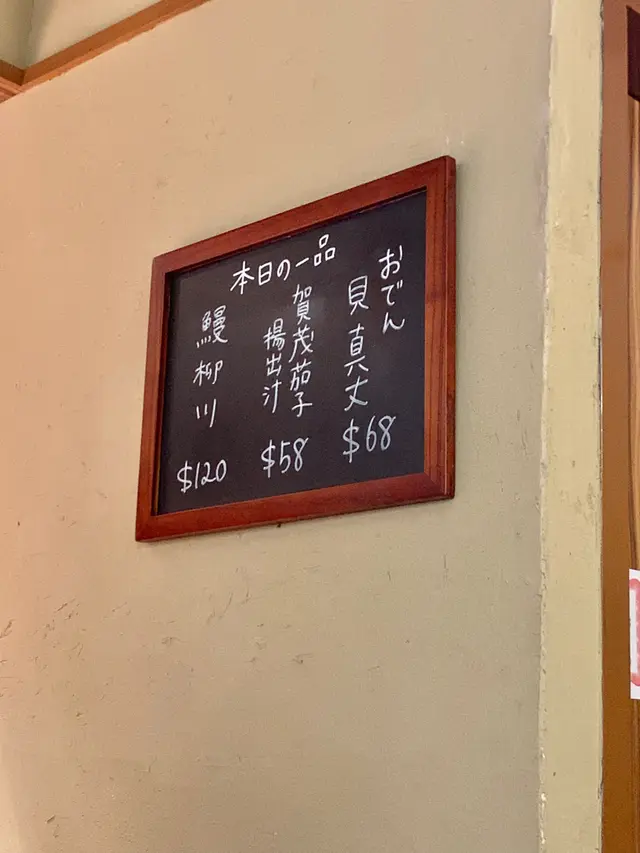 本日の一品
おでん
貝真丈
$68
賀茂茄子
揚出汁
$58
鰻柳川
$120